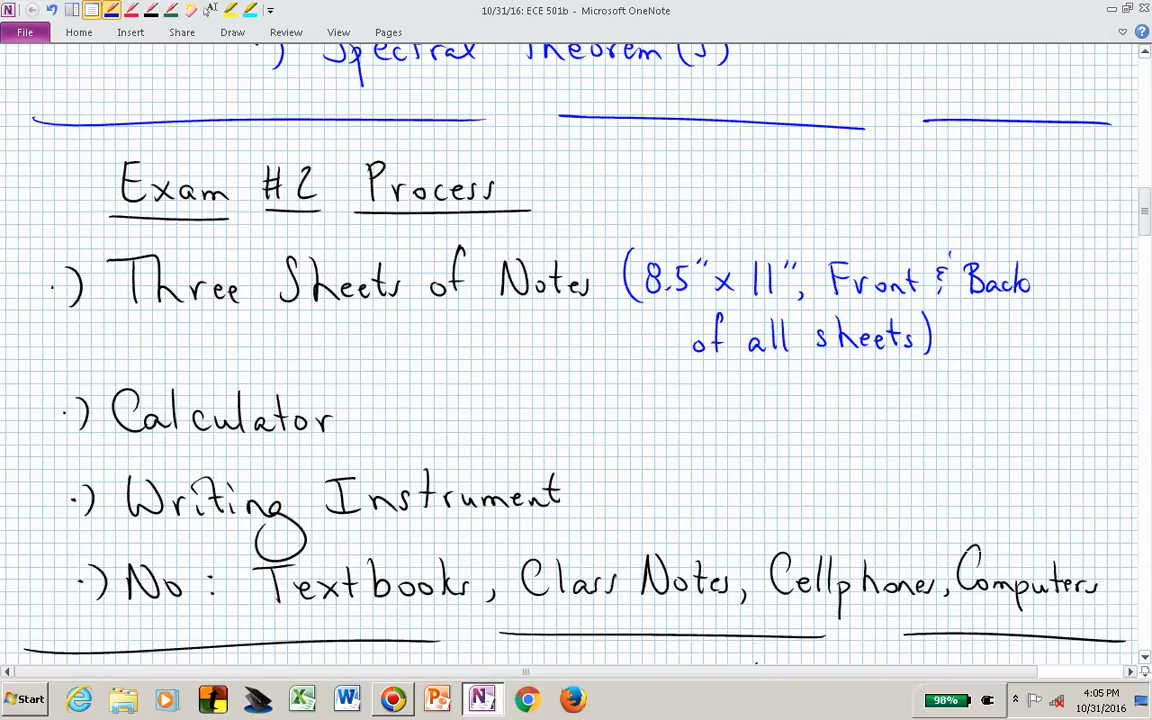 10/31/16: ECE 501b - Microsoft OneNote
File Home Insert Share Draw Review View Pages
·) Spectral Theorem(s)
Exam #2 Process
·) Three Sheets of Notes (8.5" x 11", Front & Back
of all sheets)
·) Calculator
·) Writing Instrument
·) No: Textbooks, Class Notes, Cellphones, Computers
Start
98%
4:05 PM
10/31/2016